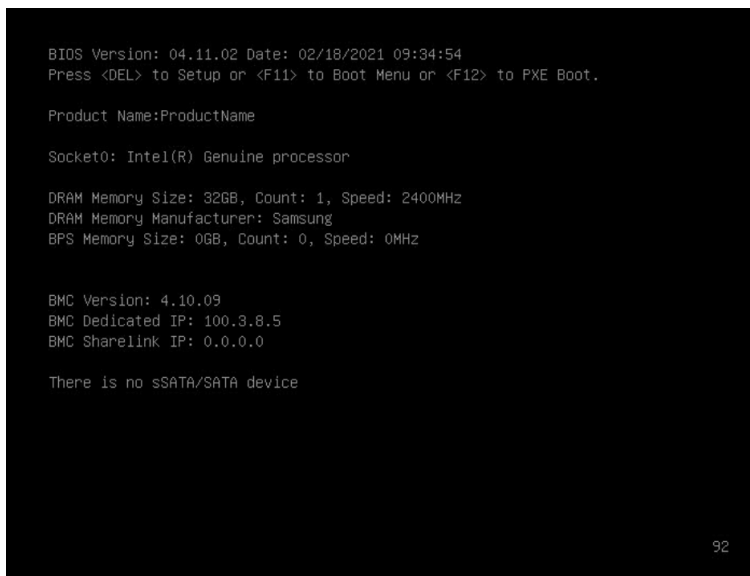 BIOS Version: 04.11.02 Date: 02/18/2021 09:34:54
Press <DEL> to Setup or <F11> to Boot Menu or <F12> to PXE Boot.
Product Name:ProductName
Socket0: Intel(R) Genuine processor
DRAM Memory Size: 32GB, Count: 1, Speed: 2400MHz
DRAM Memory Manufacturer: Samsung
BPS Memory Size: 0GB, Count: 0, Speed: 0MHz
BMC Version: 4.10.09
BMC Dedicated IP: 100.3.8.5
BMC Sharelink IP: 0.0.0.0
There is no sSATA/SATA device
92